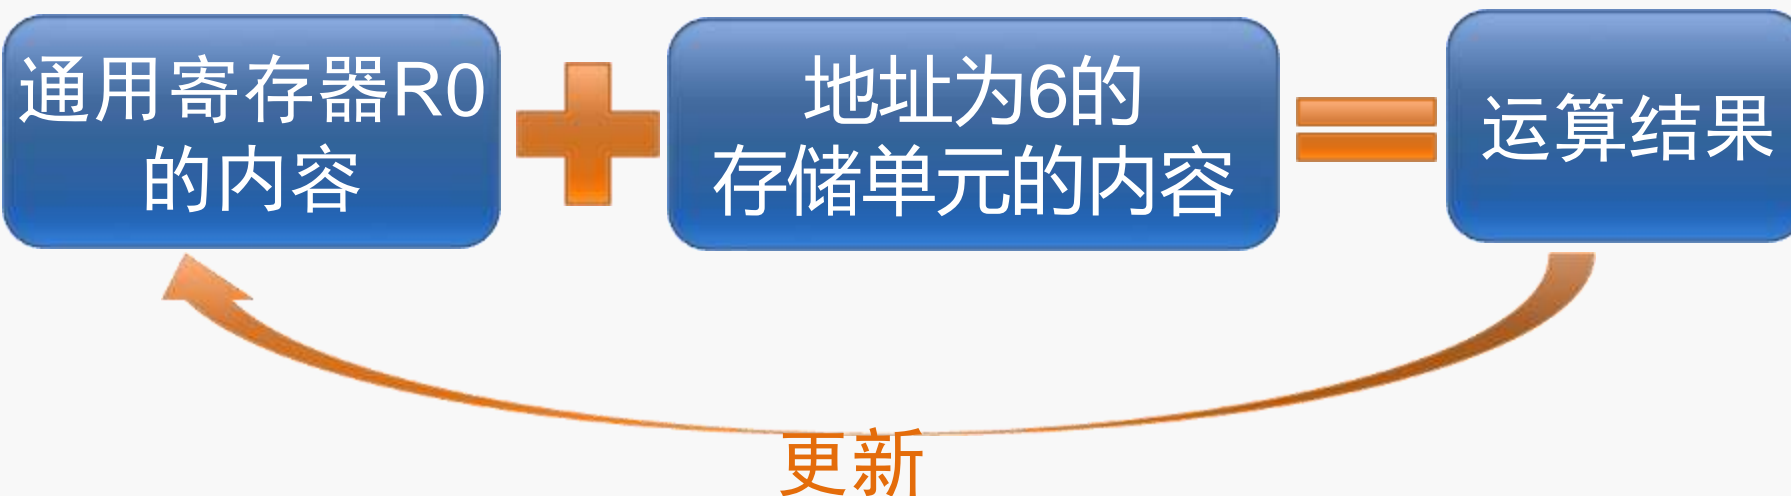 通用寄存器R0
的内容
地址为6的
存储单元的内容
运算结果
更新